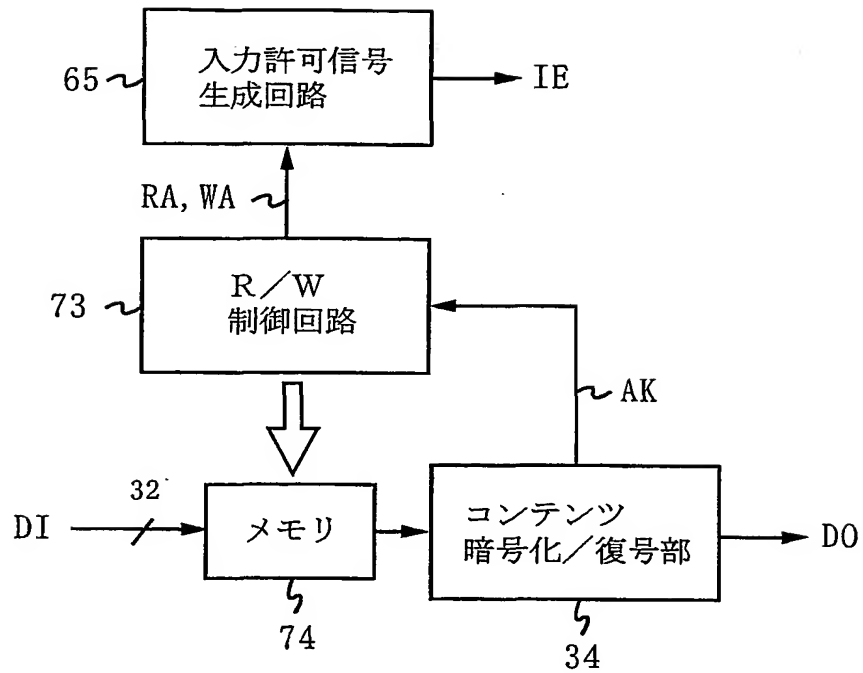 入力許可信号
生成回路
65
IE
RA, WA
R／W
制御回路
73
AK
32
DI
メモリ
コンテンツ
暗号化／復号部
DO
74
34